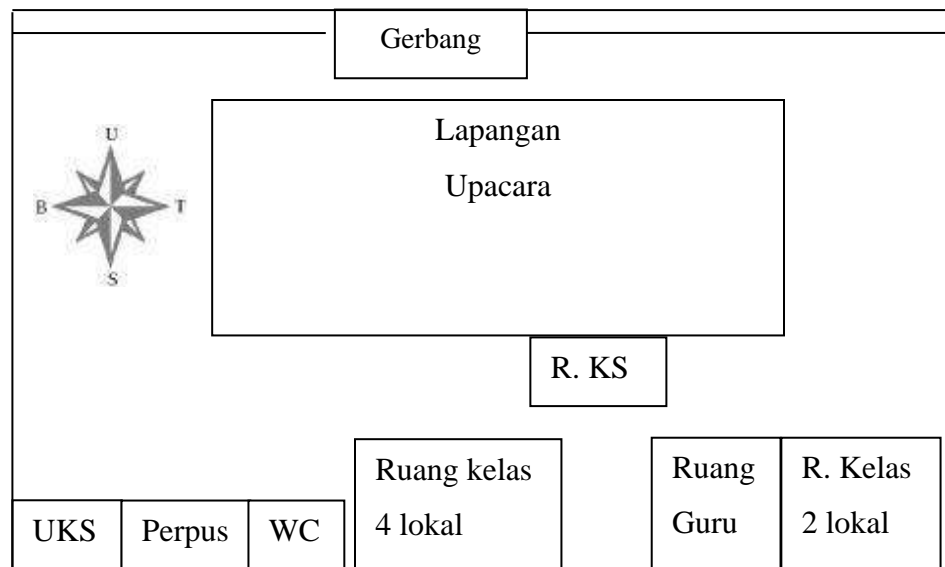 Gerbang
Lapangan
Upacara
U
B
T
S
R. KS
Ruang kelas
4 lokal
Ruang
Guru
R. Kelas
2 lokal
UKS
Perpus
WC